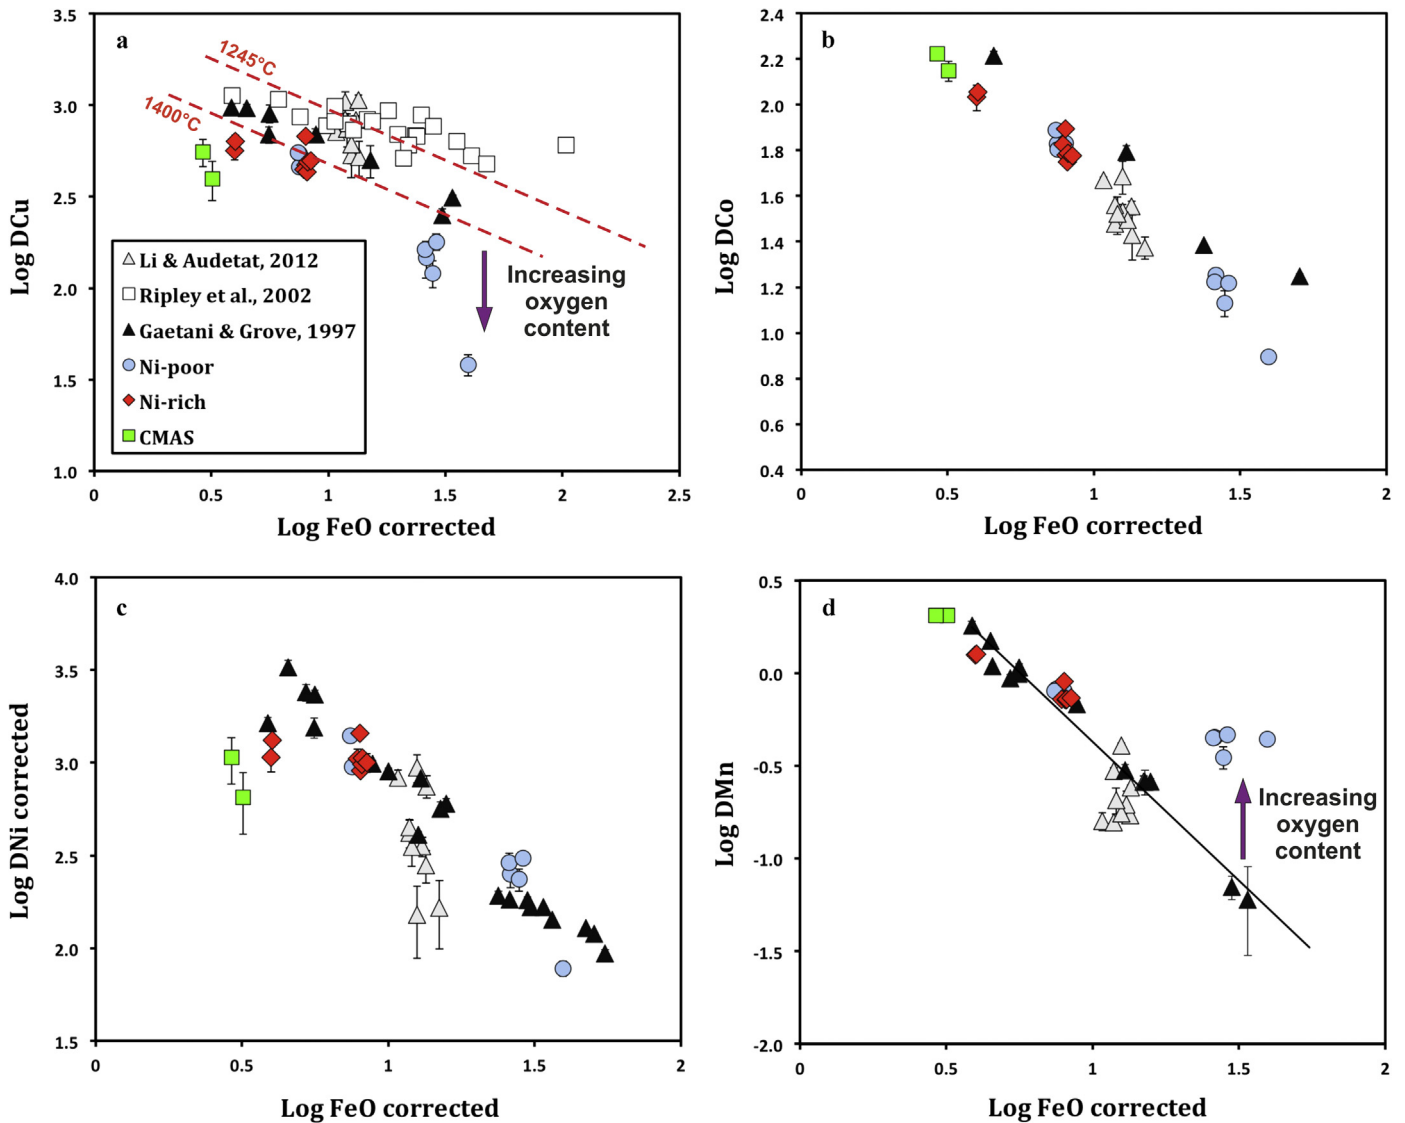 a
3.5
3.0
2.5
2.0
1.5
1.0
Log DCu
1245°C
1400°C
Li & Audetat, 2012
Ripley et al., 2002
Gaetani & Grove, 1997
Ni-poor
Ni-rich
CMAS
Increasing
oxygen
content
0 0.5 1 1.5 2 2.5
Log FeO corrected
b
2.4
2.2
2.0
1.8
1.6
1.4
1.2
1.0
0.8
0.6
0.4
Log DCo
0 0.5 1 1.5 2
Log FeO corrected
c
4.0
3.5
3.0
2.5
2.0
1.5
Log DNi corrected
0 0.5 1 1.5 2
Log FeO corrected
d
0.5
0.0
-0.5
-1.0
-1.5
-2.0
Log DMn
Increasing
oxygen
content
0 0.5 1 1.5 2
Log FeO corrected